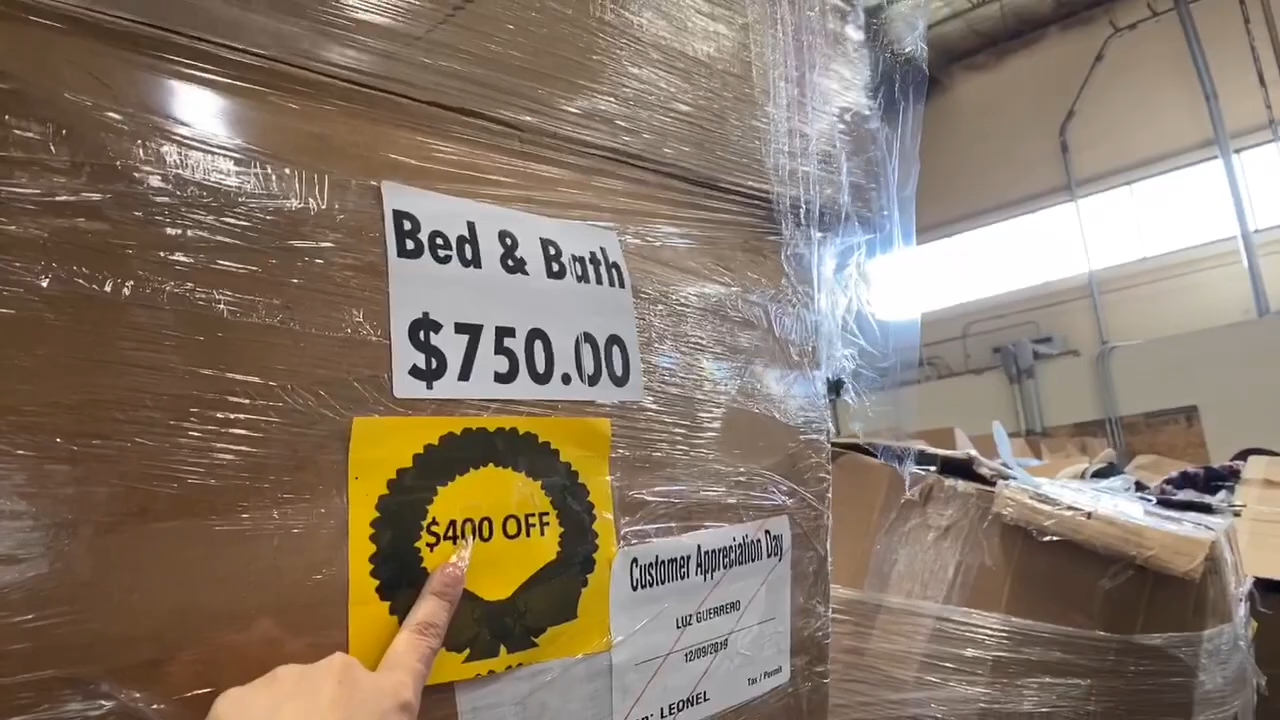 Bed & Bath
$750.00
$400 OFF
Customer Appreciation Day
LUZ GUERRERO
12/09/2019
Tax / Permit
LEONEL